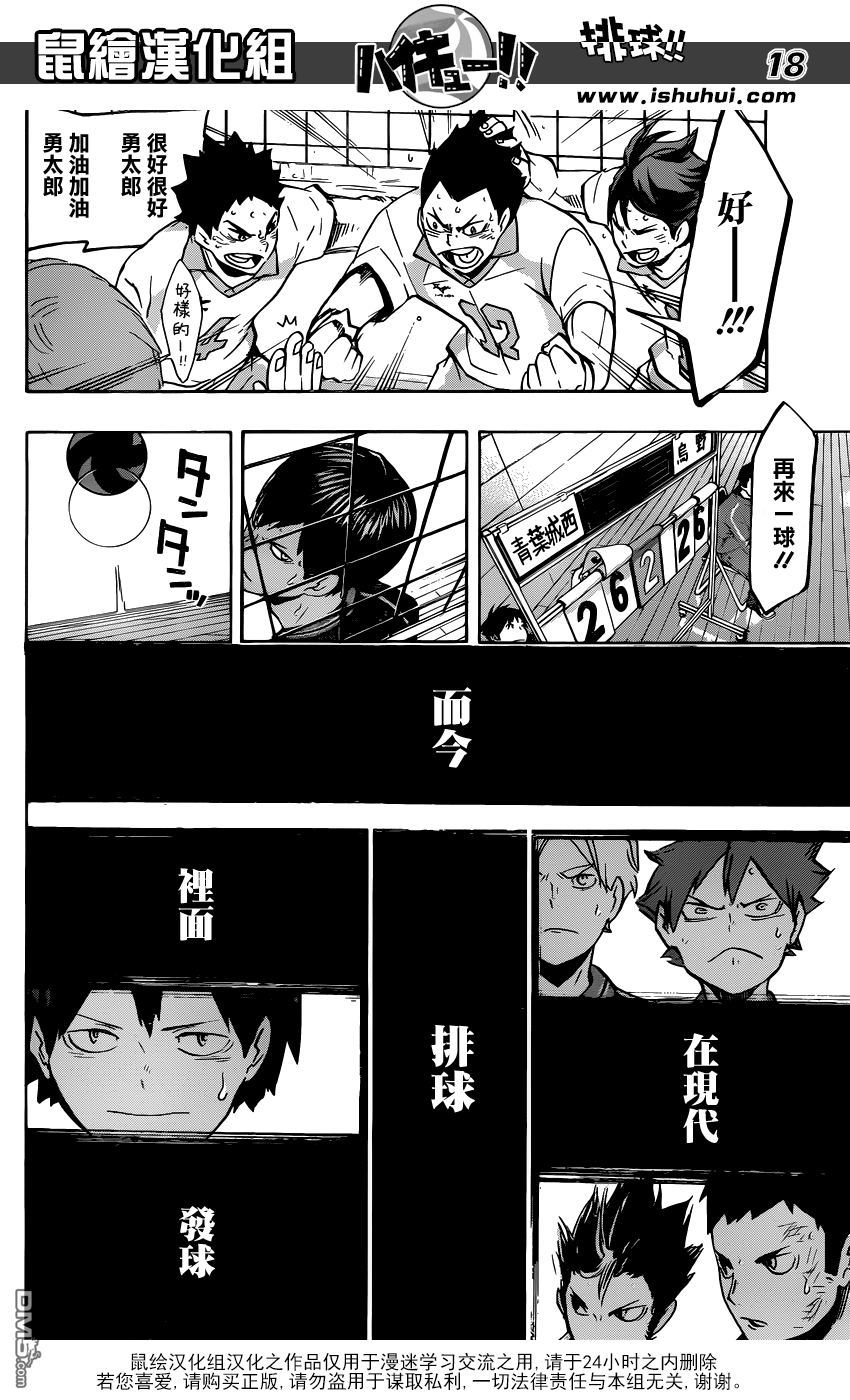 鼠繪漢化組
ハイキュー!!
排球!!
18
www.ishuhui.com
好——!!!
很好很好
勇太郎
加油加油
勇太郎
好樣的ー!!
4
12
再來一球!!
烏野
青葉城西
26 2 26
タンタンッ
而今
在現代
排球
裡面
發球
DM5
鼠绘汉化组汉化之作品仅用于漫迷学习交流之用, 请于24小时之内删除
若您喜爱, 请购买正版, 请勿盗用于谋取私利, 一切法律责任与本组无关, 谢谢。